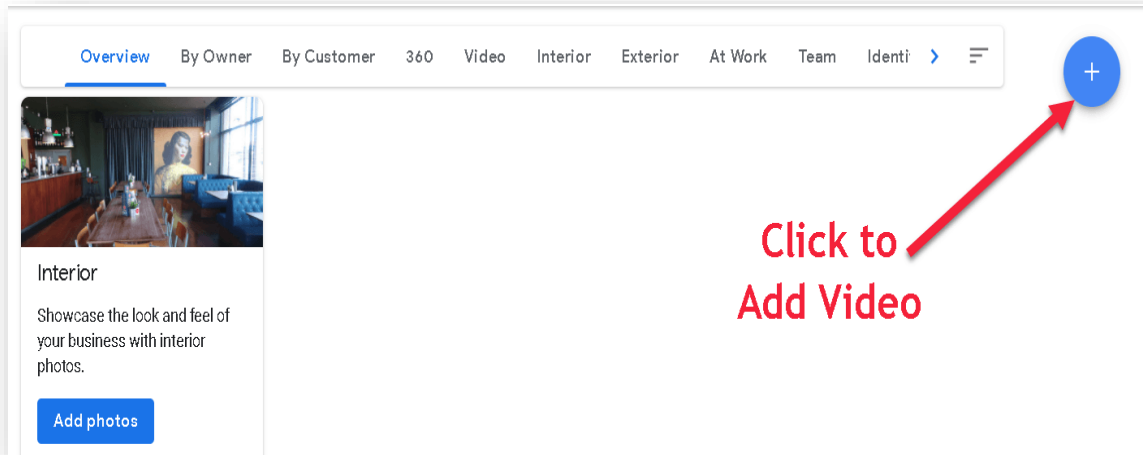 Overview By Owner By Customer 360 Video Interior Exterior At Work Team Identi
+
Click to
Add Video
Interior
Showcase the look and feel of
your business with interior
photos.
Add photos